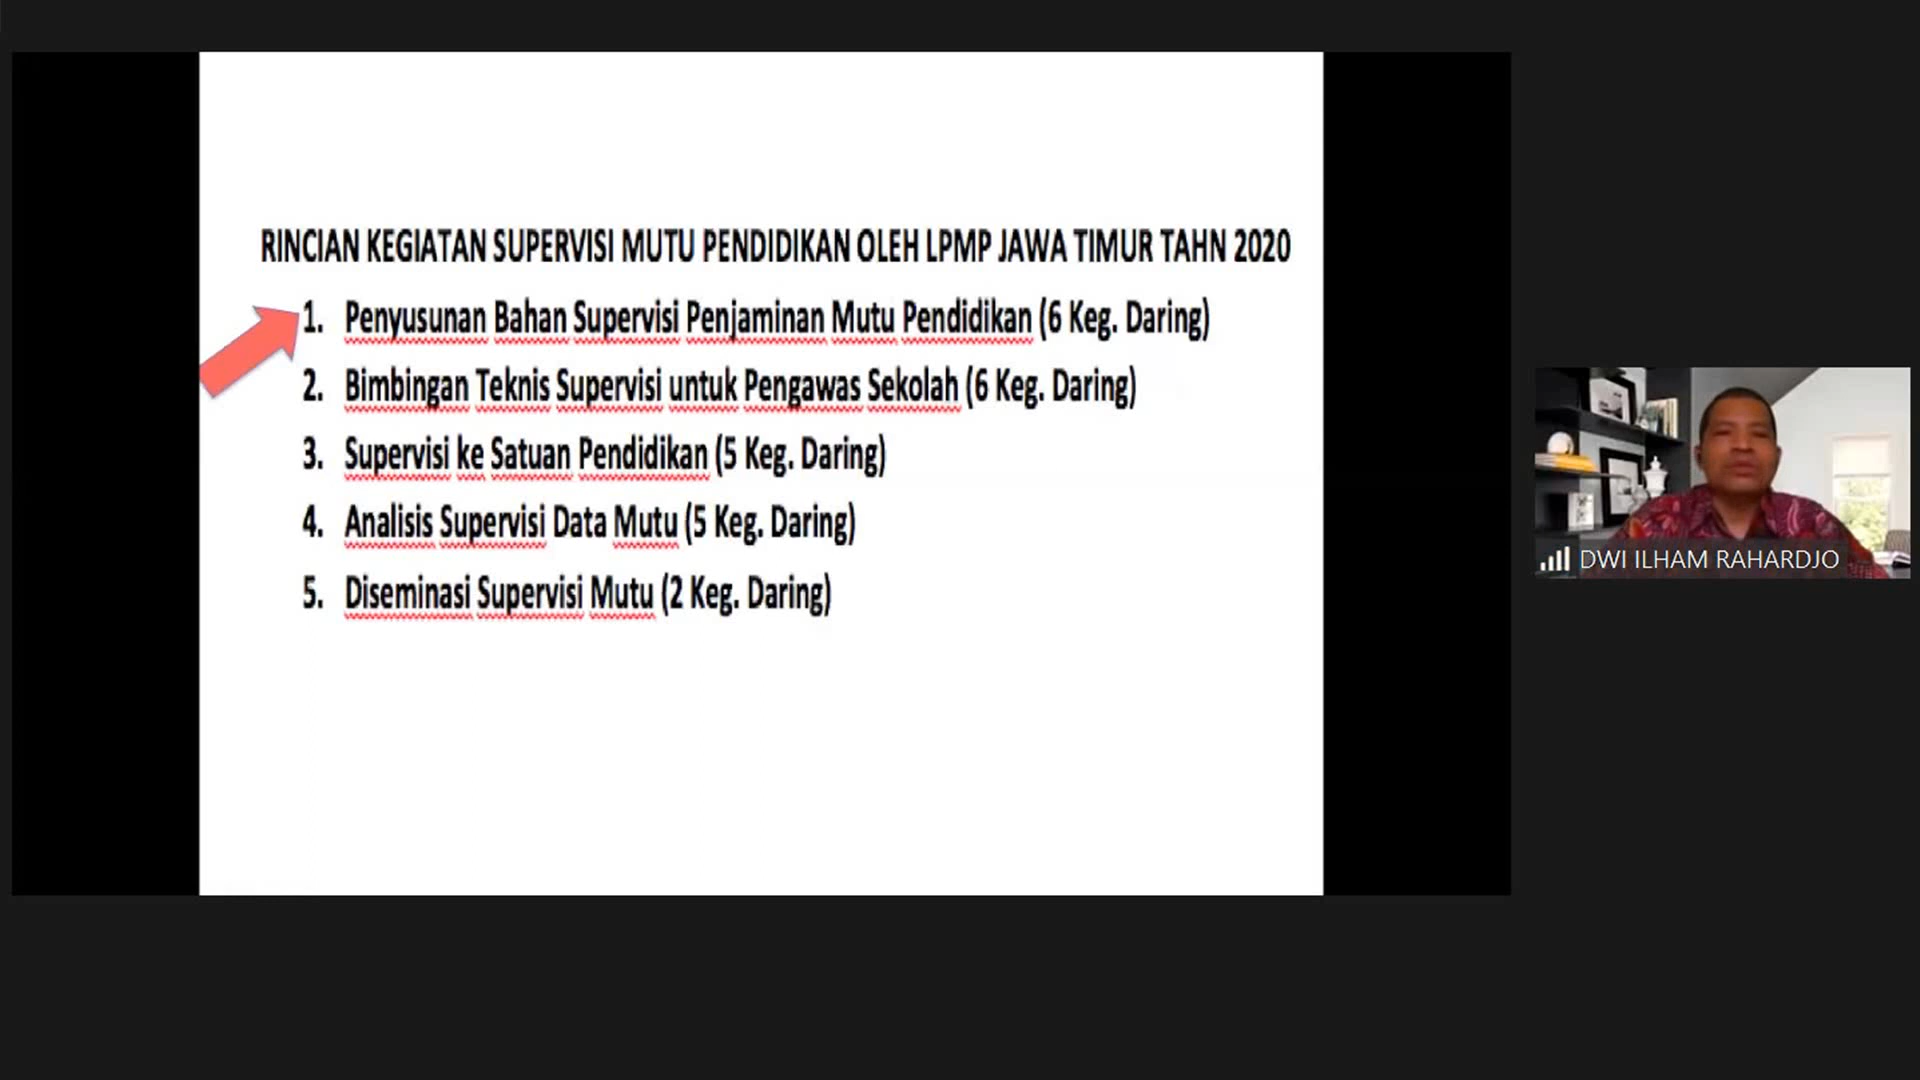 RINCIAN KEGIATAN SUPERVISI MUTU PENDIDIKAN OLEH LPMP JAWA TIMUR TAHN 2020
1. Penyusunan Bahan Supervisi Penjaminan Mutu Pendidikan (6 Keg. Daring)
2. Bimbingan Teknis Supervisi untuk Pengawas Sekolah (6 Keg. Daring)
3. Supervisi ke Satuan Pendidikan (5 Keg. Daring)
4. Analisis Supervisi Data Mutu (5 Keg. Daring)
5. Diseminasi Supervisi Mutu (2 Keg. Daring)
DWI ILHAM RAHARDJO